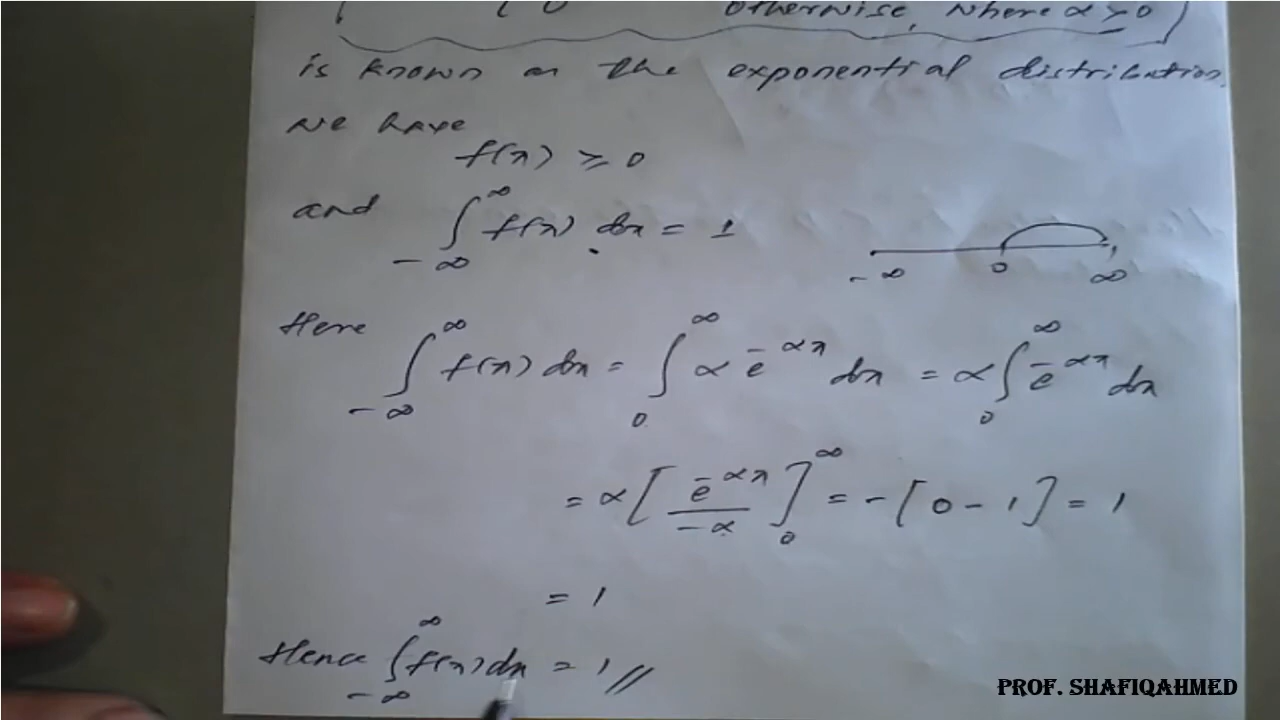 0 otherwise, where α > 0
is known as the exponential distribution.
we have
f(x) ≥ 0
and ∫_{-∞}^{∞} f(x) dx = 1
-∞ 0 ∞
Here ∫_{-∞}^{∞} f(x) dx = ∫_{0}^{∞} α e^{-αx} dx = α ∫_{0}^{∞} e^{-αx} dx
= α [ e^{-αx} / -α ]_{0}^{∞} = -[0 - 1] = 1
= 1
Hence ∫_{-∞}^{∞} f(x) dx = 1 //
PROF. SHAFIQAHMED